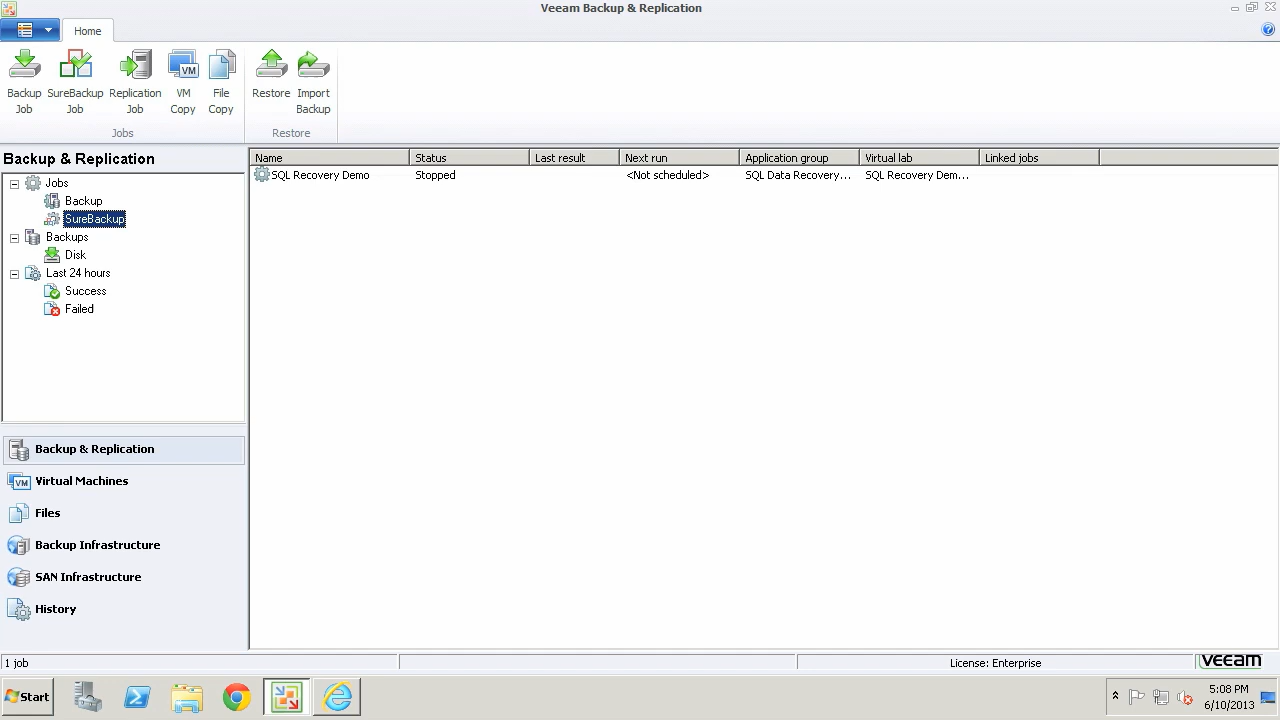 Veeam Backup & Replication
Home
Backup Job
SureBackup Job
Replication Job
VM Copy
File Copy
Restore
Import Backup
Jobs
Restore
Backup & Replication
Jobs
Backup
SureBackup
Backups
Disk
Last 24 hours
Success
Failed
Name Status Last result Next run Application group Virtual lab Linked jobs
SQL Recovery Demo Stopped <Not scheduled> SQL Data Recovery... SQL Recovery Dem...
Backup & Replication
VM Virtual Machines
Files
Backup Infrastructure
SAN Infrastructure
History
1 job
License: Enterprise
veeam
Start
5:08 PM
6/10/2013